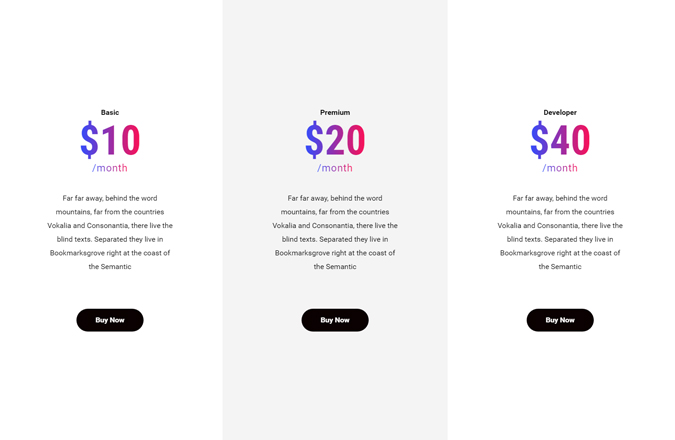 Basic
$10
/month
Far far away, behind the word
mountains, far from the countries
Vokalia and Consonantia, there live the
blind texts. Separated they live in
Bookmarksgrove right at the coast of
the Semantic
Buy Now
Premium
$20
/month
Far far away, behind the word
mountains, far from the countries
Vokalia and Consonantia, there live the
blind texts. Separated they live in
Bookmarksgrove right at the coast of
the Semantic
Buy Now
Developer
$40
/month
Far far away, behind the word
mountains, far from the countries
Vokalia and Consonantia, there live the
blind texts. Separated they live in
Bookmarksgrove right at the coast of
the Semantic
Buy Now